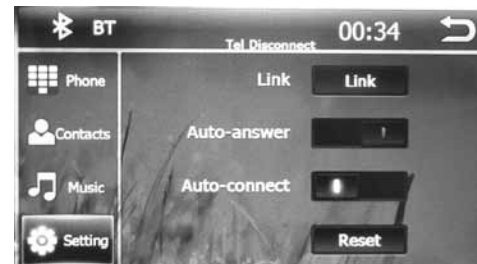 BT
Tel Disconnect
00:34
Phone
Link
Link
Contacts
Auto-answer
Music
Auto-connect
Setting
Reset